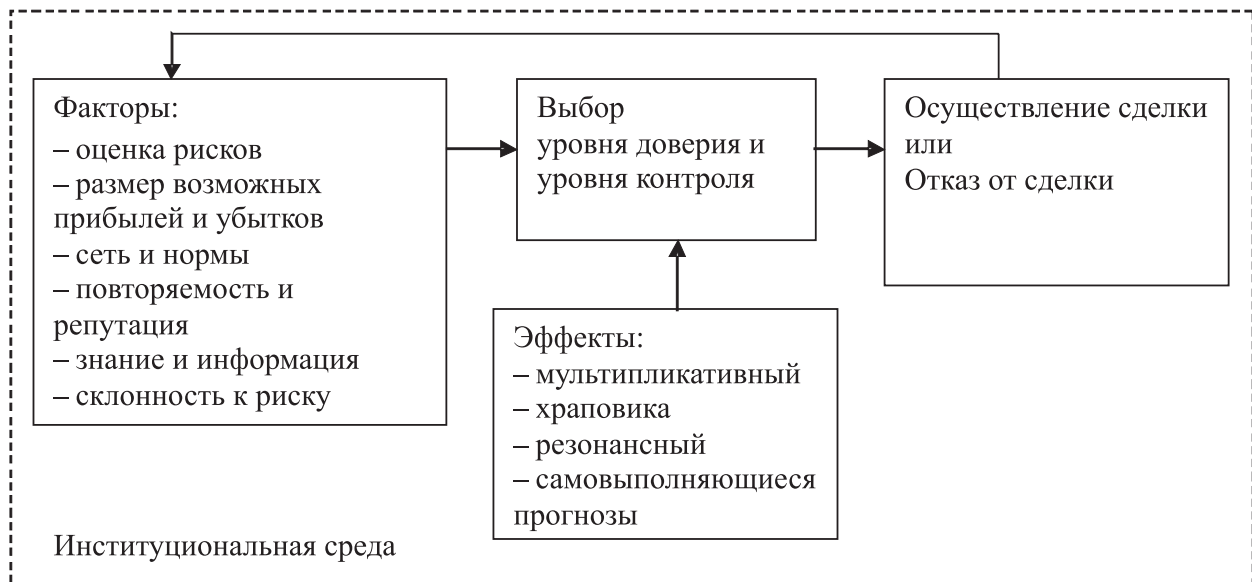 Факторы:
– оценка рисков
– размер возможных
прибылей и убытков
– сеть и нормы
– повторяемость и
репутация
– знание и информация
– склонность к риску
Выбор
уровня доверия и
уровня контроля
Осуществление сделки
или
Отказ от сделки
Эффекты:
– мультипликативный
– храповика
– резонансный
– самовыполняющиеся
прогнозы
Институциональная среда